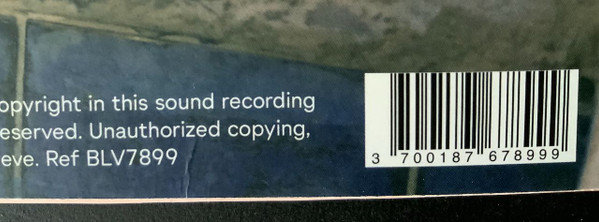 opyright in this sound recording
eserved. Unauthorized copying,
eve. Ref BLV7899
3 700187 678999